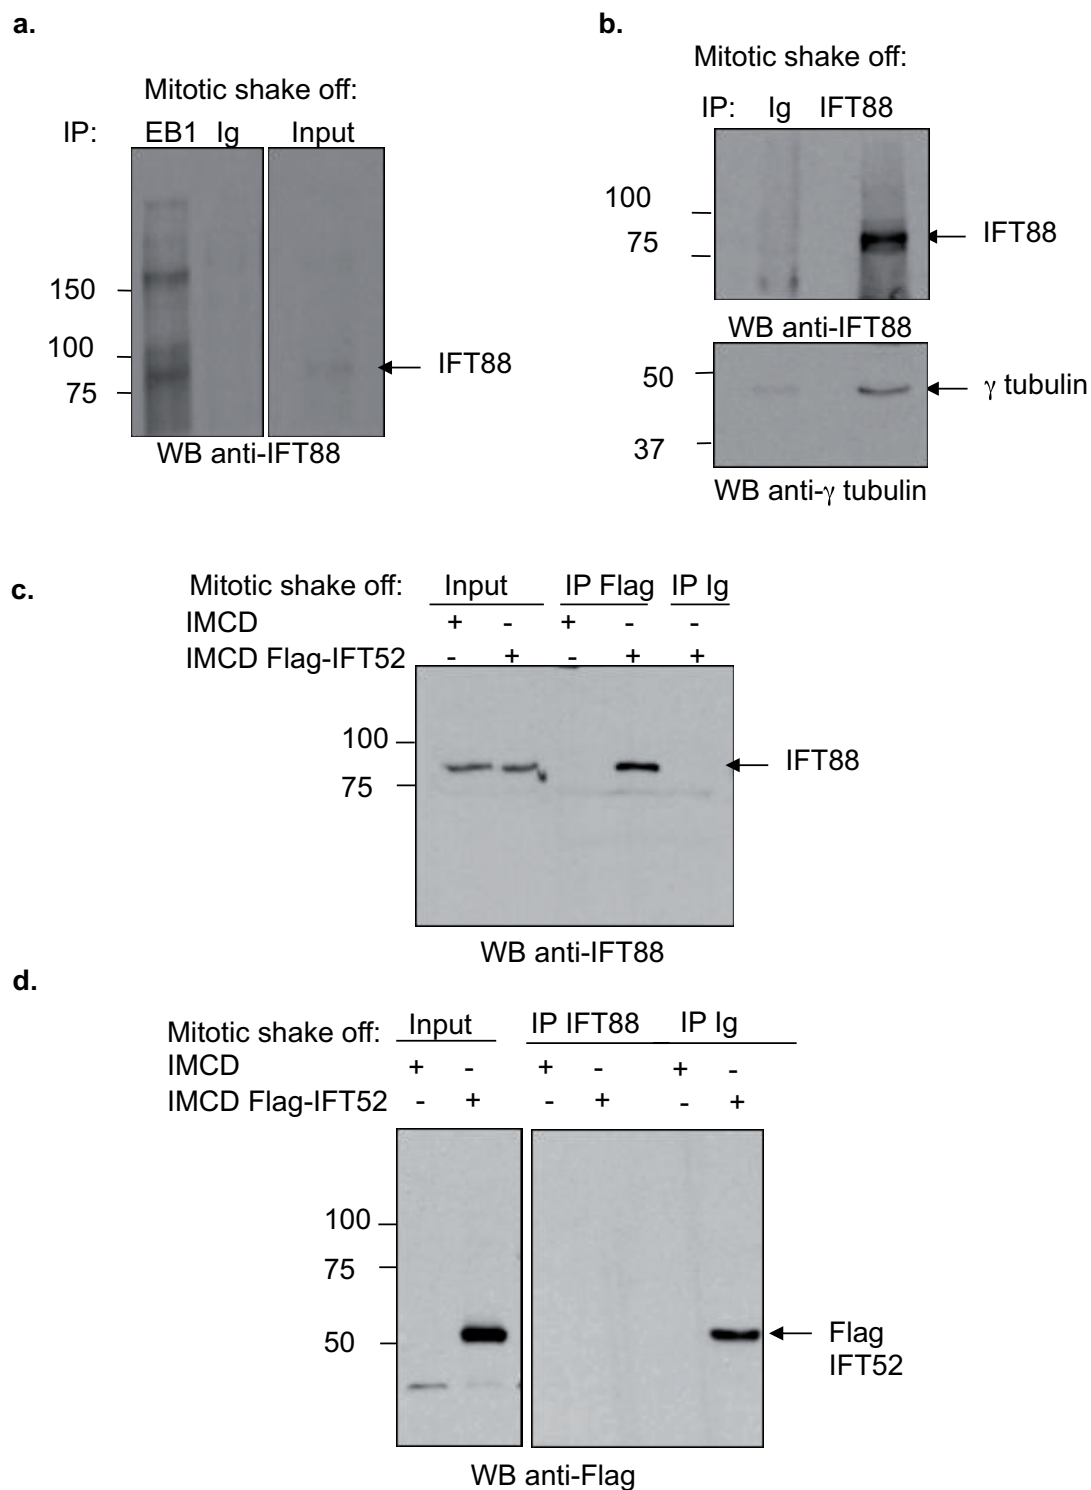 a.
Mitotic shake off:
IP: EB1 Ig Input
150
100
75
IFT88
WB anti-IFT88
b.
Mitotic shake off:
IP: Ig IFT88
100
75
IFT88
WB anti-IFT88
50
37
γ tubulin
WB anti-γ tubulin
c.
Mitotic shake off: Input IP Flag IP Ig
IMCD + - + - -
IMCD Flag-IFT52 - + - + +
100
75
IFT88
WB anti-IFT88
d.
Mitotic shake off: Input IP IFT88 IP Ig
IMCD + - + - + -
IMCD Flag-IFT52 - + - + - +
100
75
50
Flag
IFT52
WB anti-Flag